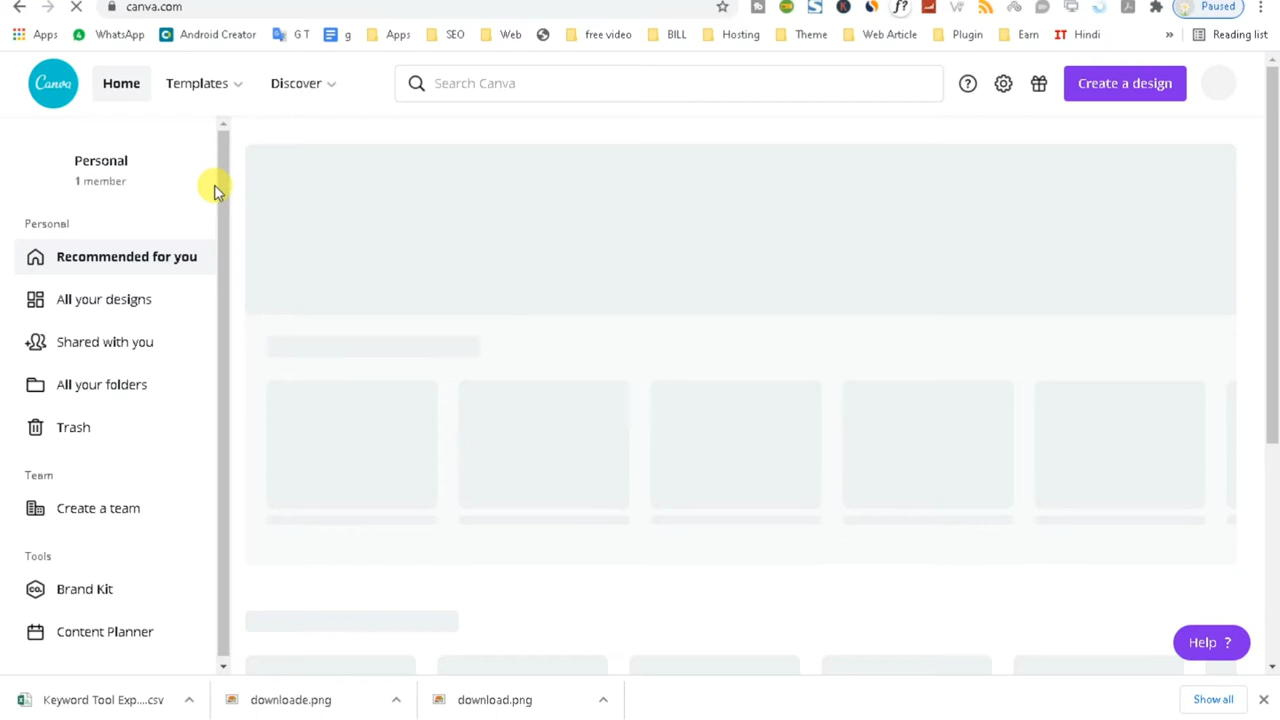 canva.com
Paused
Apps WhatsApp Android Creator G T g Apps SEO Web free video BILL Hosting Theme Web Article Plugin Earn IT Hindi » Reading list
Canva Home Templates Discover Search Canva Create a design
Personal
1 member
Personal
Recommended for you
All your designs
Shared with you
All your folders
Trash
Team
Create a team
Tools
Brand Kit
Content Planner
Help ?
Keyword Tool Exp....csv downloade.png download.png Show all